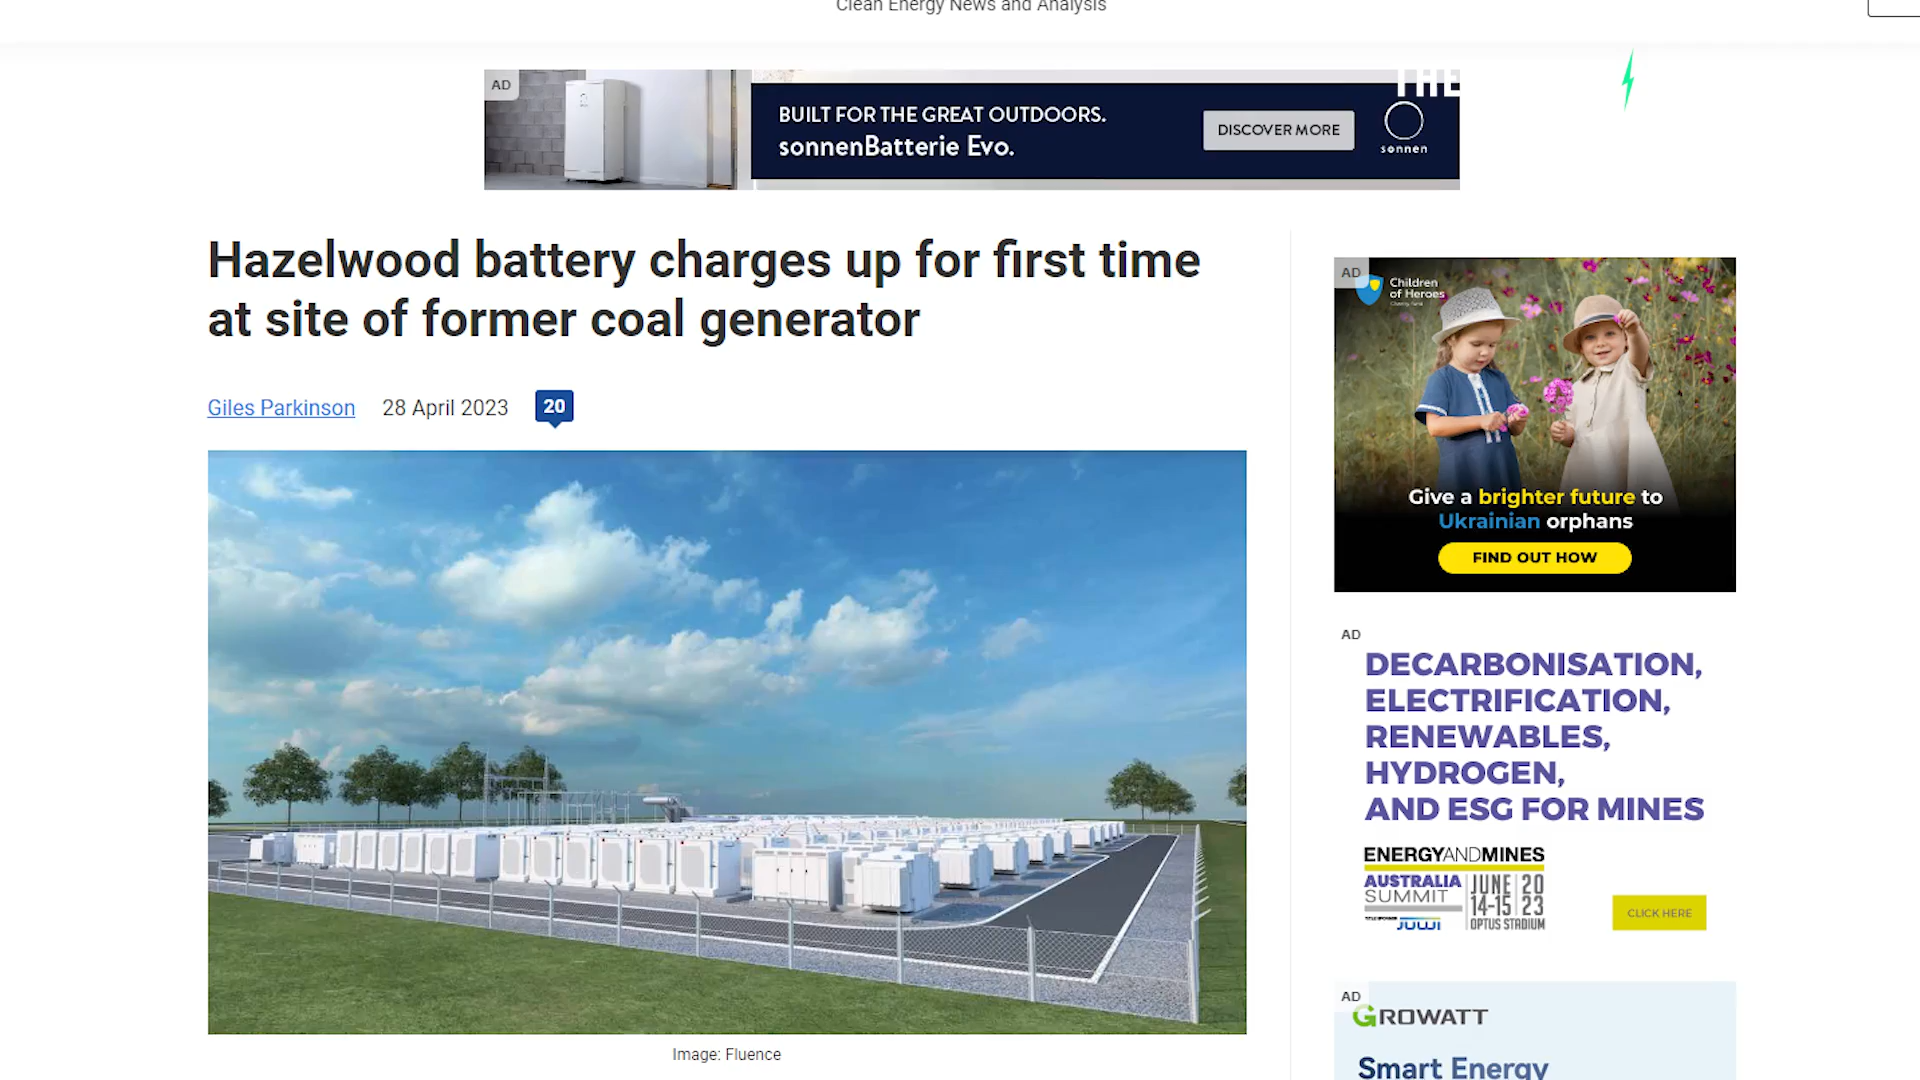 Clean Energy News and Analysis
AD
THE
BUILT FOR THE GREAT OUTDOORS.
sonnenBatterie Evo.
DISCOVER MORE
sonnen
Hazelwood battery charges up for first time
at site of former coal generator
Giles Parkinson 28 April 2023 20
Image: Fluence
AD
Children
of Heroes
Give a brighter future to
Ukrainian orphans
FIND OUT HOW
AD
DECARBONISATION,
ELECTRIFICATION,
RENEWABLES,
HYDROGEN,
AND ESG FOR MINES
ENERGYANDMINES
AUSTRALIA
SUMMIT
JUNE 20
14-15 23
OPTUS STADIUM
juwi
CLICK HERE
AD
GROWATT
Smart Energy